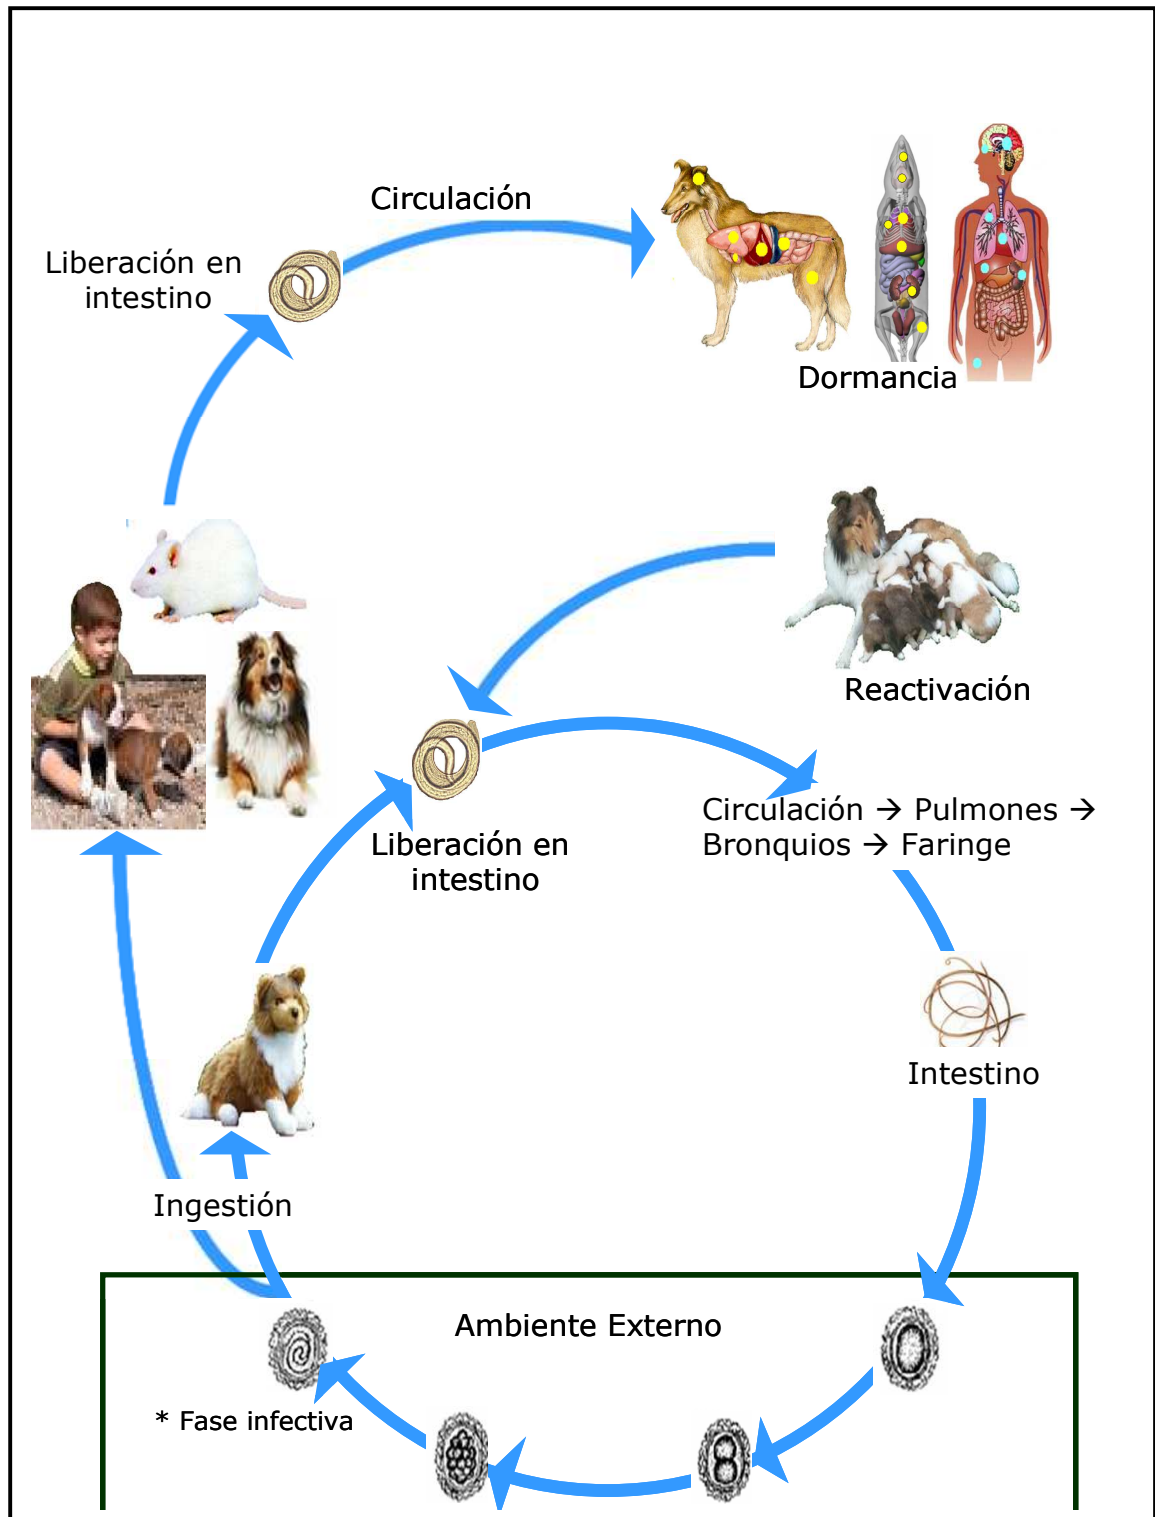 Circulación
Liberación en
intestino
Dormancia
Reactivación
Circulación → Pulmones →
Bronquios → Faringe
Liberación en
intestino
Intestino
Ingestión
Ambiente Externo
* Fase infectiva